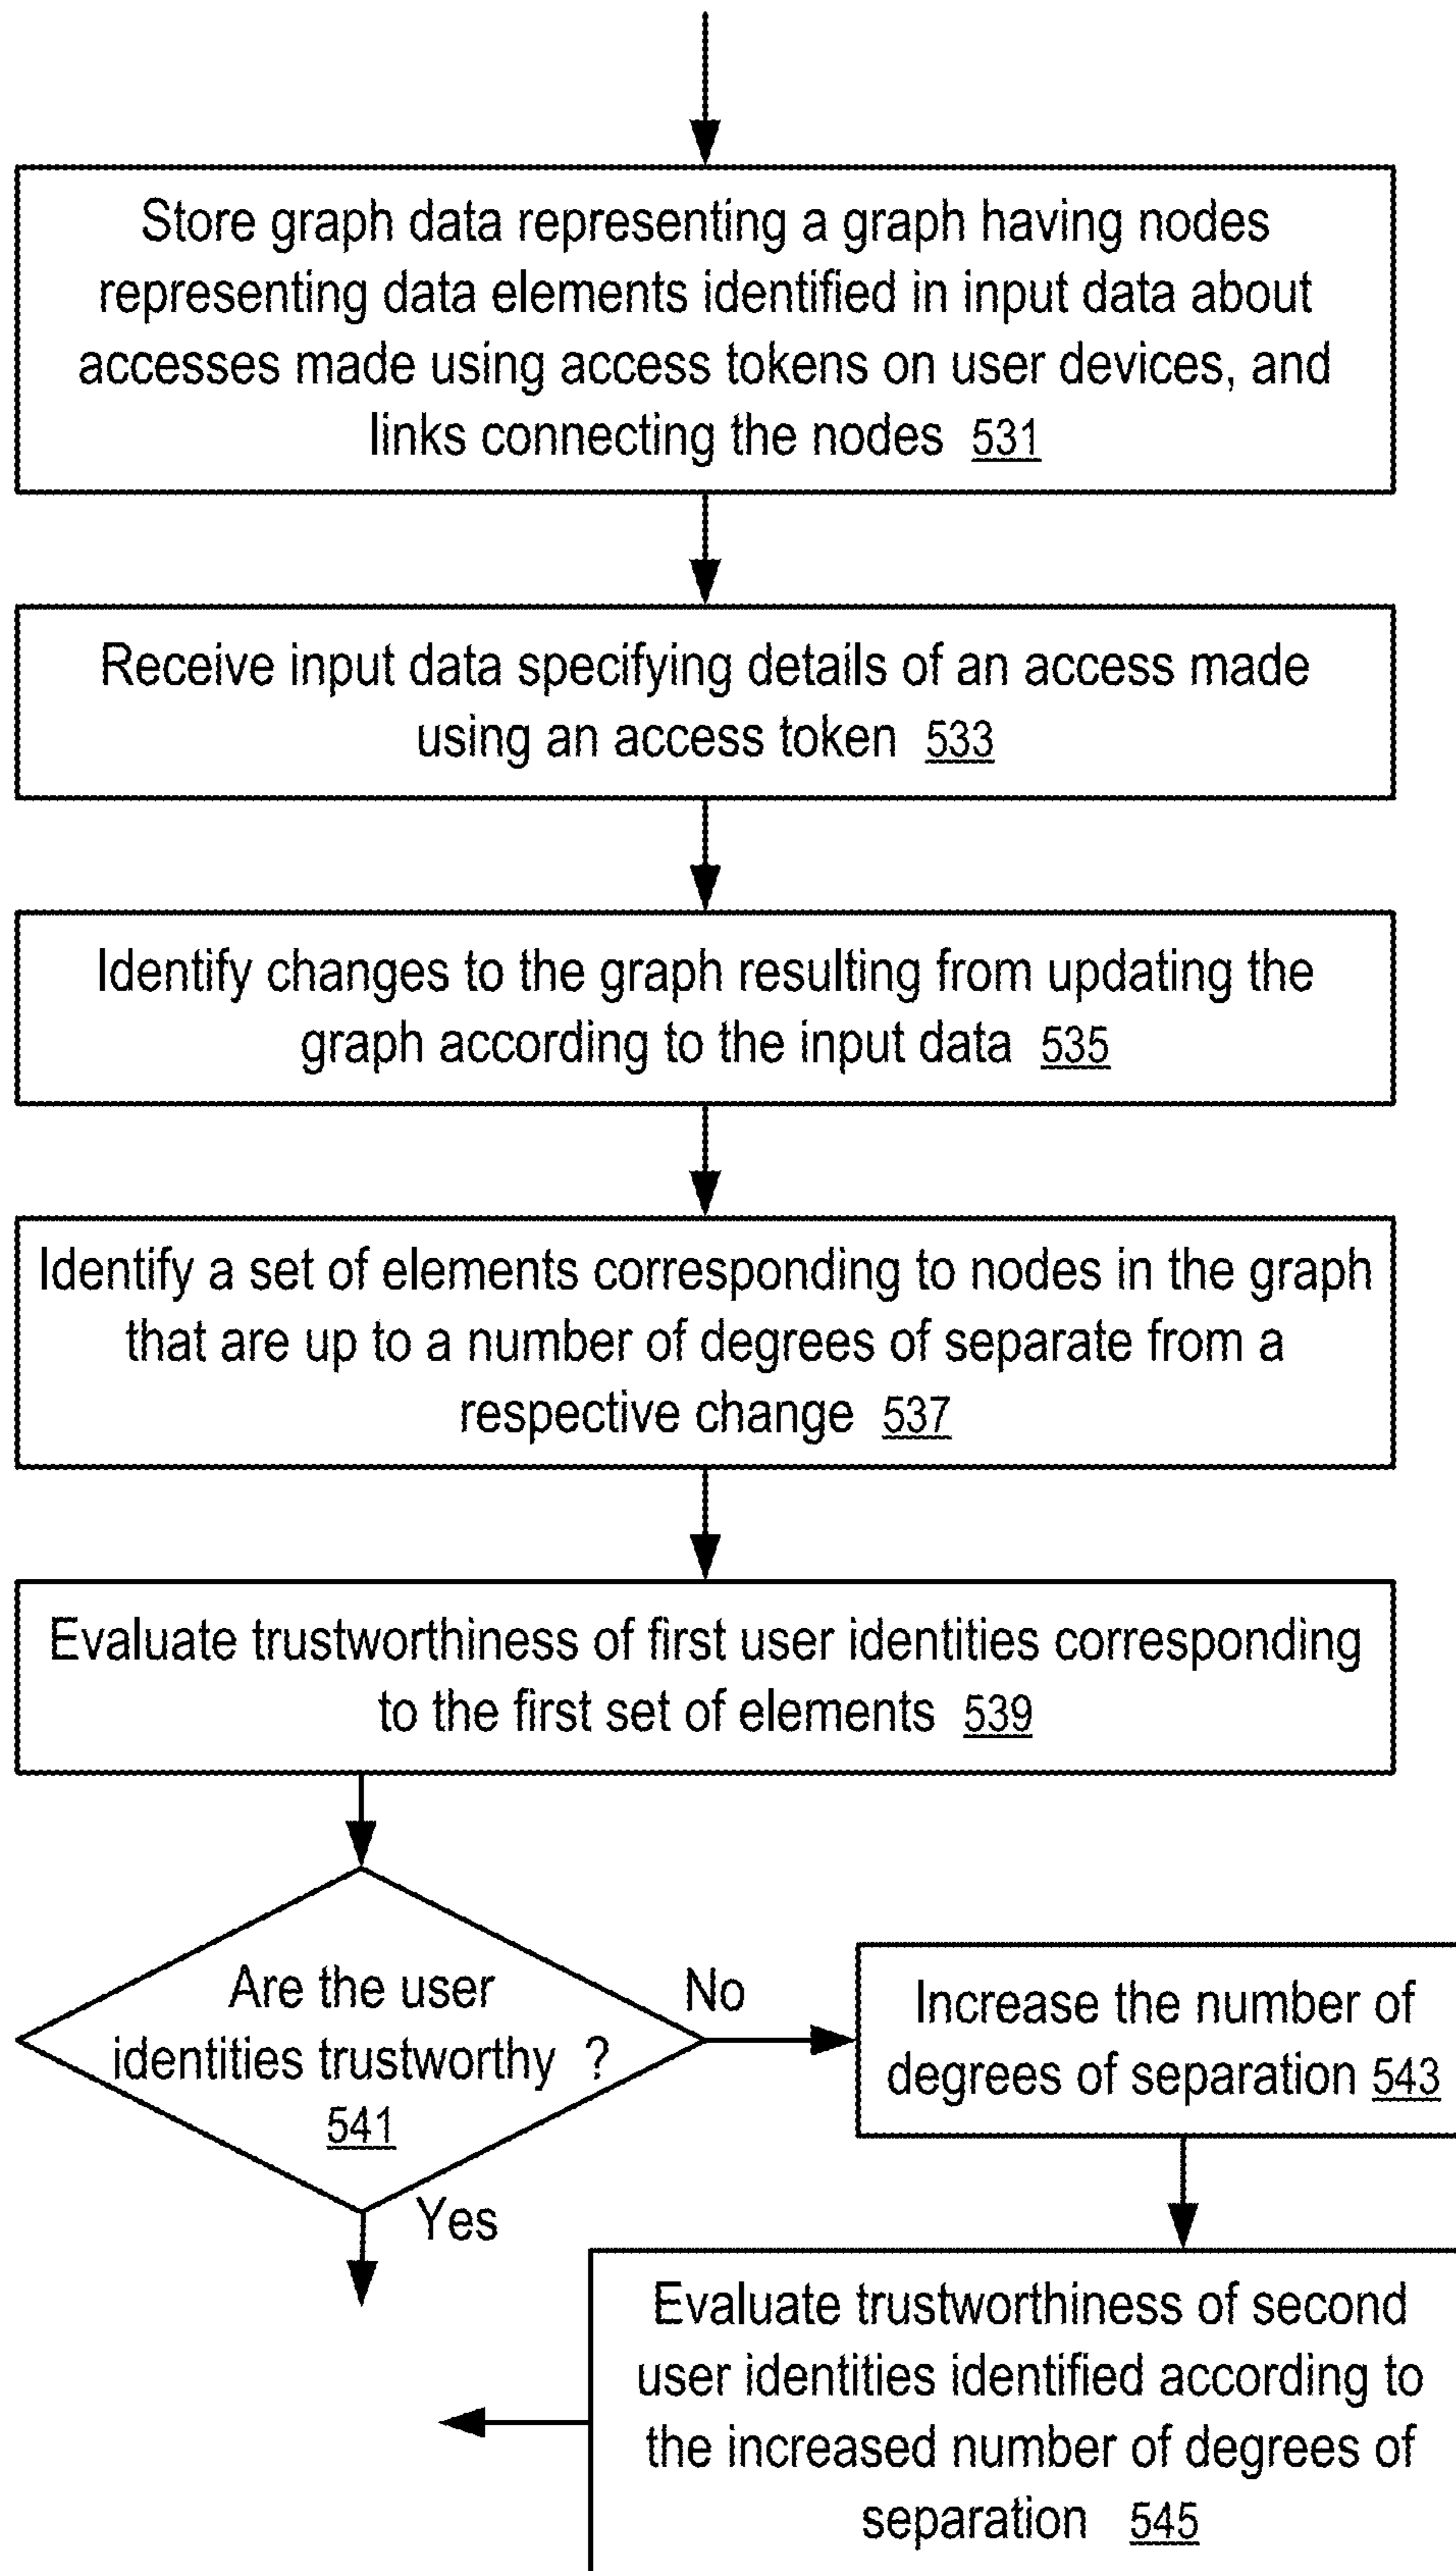 Store graph data representing a graph having nodes
representing data elements identified in input data about
accesses made using access tokens on user devices, and
links connecting the nodes 531
Receive input data specifying details of an access made
using an access token 533
Identify changes to the graph resulting from updating the
graph according to the input data 535
Identify a set of elements corresponding to nodes in the graph
that are up to a number of degrees of separate from a
respective change 537
Evaluate trustworthiness of first user identities corresponding
to the first set of elements 539
Are the user
identities trustworthy ?
541
No
Increase the number of
degrees of separation 543
Yes
Evaluate trustworthiness of second
user identities identified according to
the increased number of degrees of
separation 545